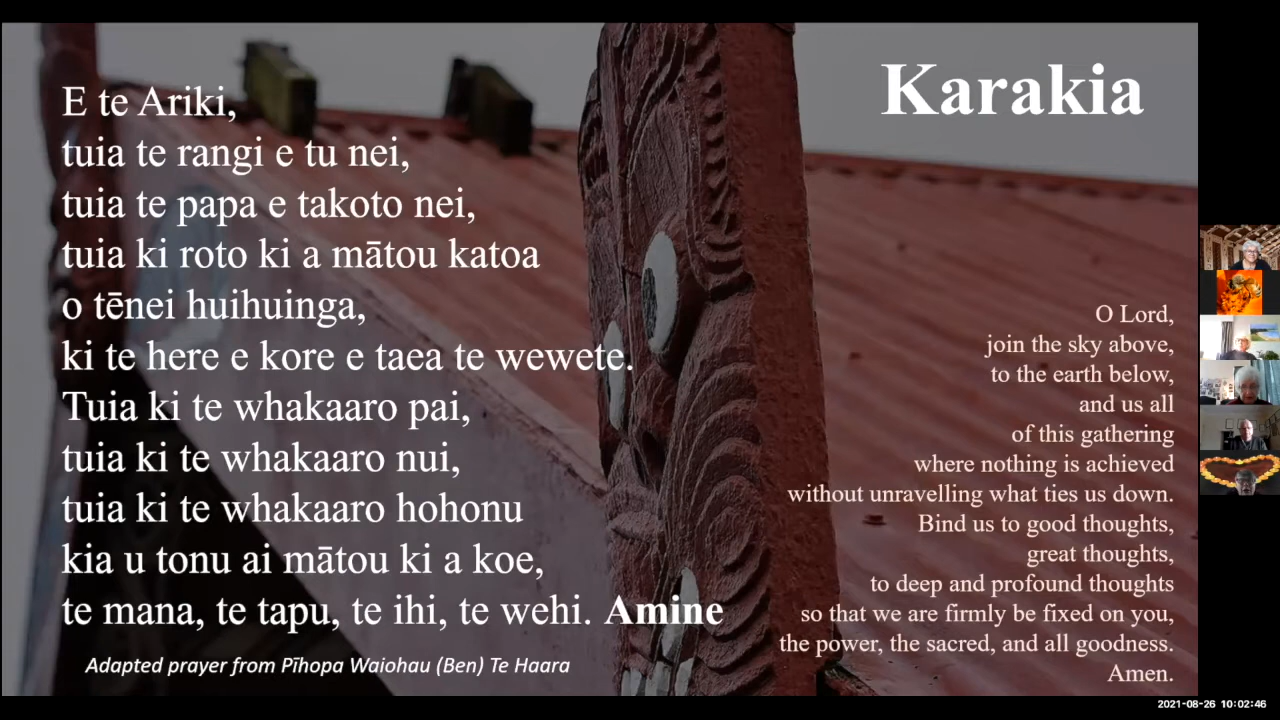 Karakia
E te Ariki,
tuia te rangi e tu nei,
tuia te papa e takoto nei,
tuia ki roto ki a mātou katoa
o tēnei huihuinga,
ki te here e kore e taea te wewete.
Tuia ki te whakaaro pai,
tuia ki te whakaaro nui,
tuia ki te whakaaro hohonu
kia u tonu ai mātou ki a koe,
te mana, te tapu, te ihi, te wehi. Amine
Adapted prayer from Pīhopa Waiohau (Ben) Te Haara
O Lord,
join the sky above,
to the earth below,
and us all
of this gathering
where nothing is achieved
without unravelling what ties us down.
Bind us to good thoughts,
great thoughts,
to deep and profound thoughts
so that we are firmly be fixed on you,
the power, the sacred, and all goodness.
Amen.
2021-08-26 10:02:46